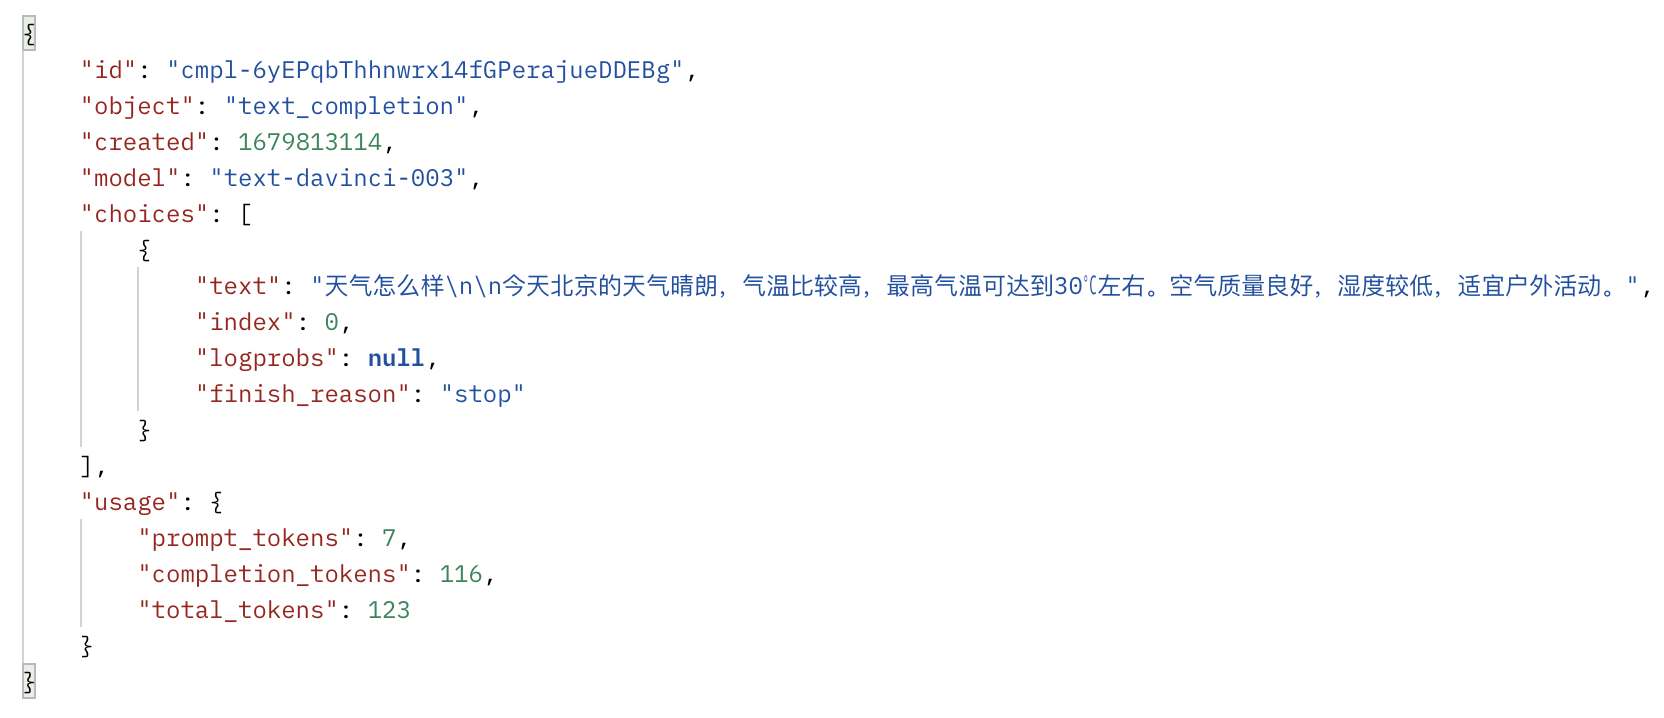 {
"id": "cmpl-6yEPqbThhnwrx14fGPerajueDDEBg",
"object": "text_completion",
"created": 1679813114,
"model": "text-davinci-003",
"choices": [
{
"text": "天气怎么样\n\n今天北京的天气晴朗，气温比较高，最高气温可达到30℃左右。空气质量良好，湿度较低，适宜户外活动。",
"index": 0,
"logprobs": null,
"finish_reason": "stop"
}
],
"usage": {
"prompt_tokens": 7,
"completion_tokens": 116,
"total_tokens": 123
}
}